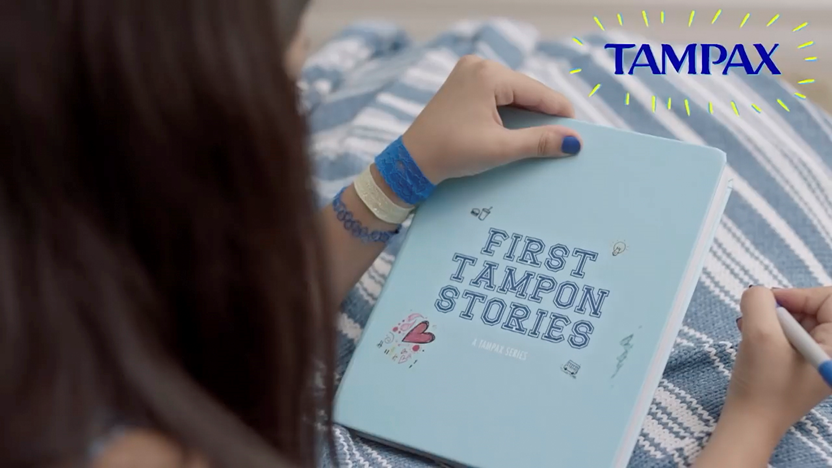 TAMPAX
FIRST
TAMPON
STORIES
A TAMPAX SERIES